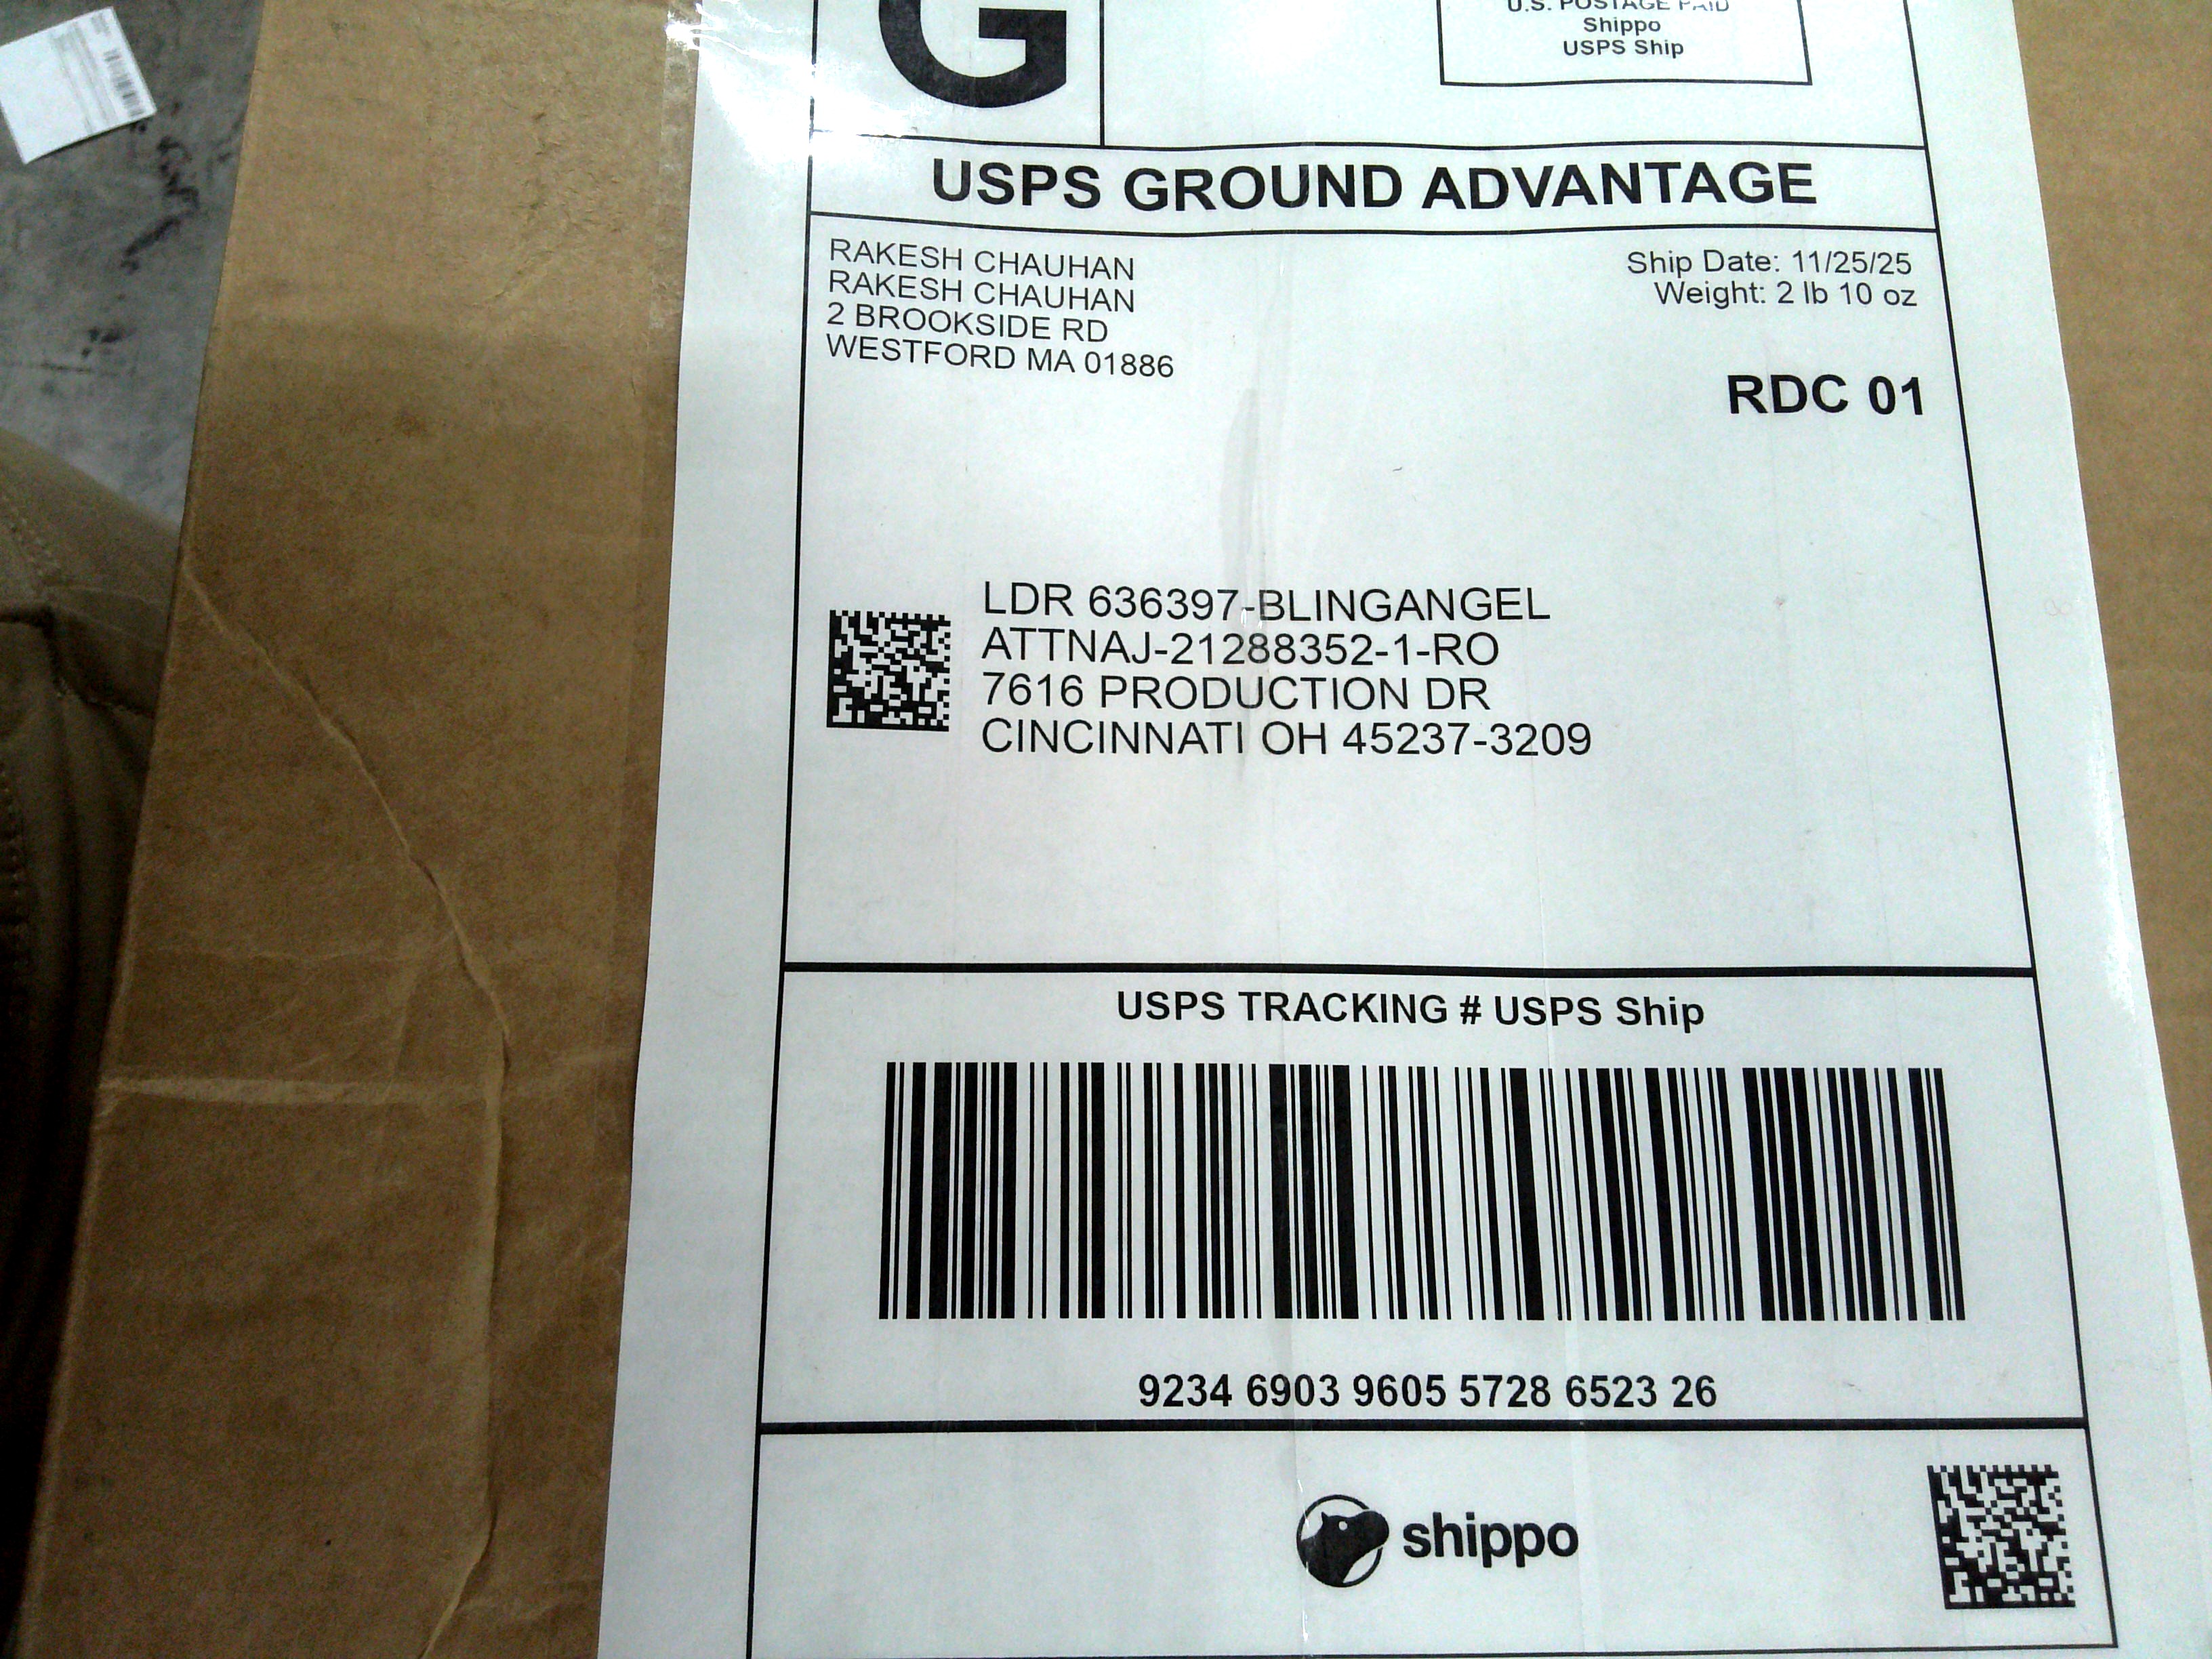 G
U.S. POSTAGE PAID
Shippo
USPS Ship
USPS GROUND ADVANTAGE
RAKESH CHAUHAN
RAKESH CHAUHAN
2 BROOKSIDE RD
WESTFORD MA 01886
Ship Date: 11/25/25
Weight: 2 lb 10 oz
RDC 01
LDR 636397-BLINGANGEL
ATTNAJ-21288352-1-RO
7616 PRODUCTION DR
CINCINNATI OH 45237-3209
USPS TRACKING # USPS Ship
9234 6903 9605 5728 6523 26
shippo